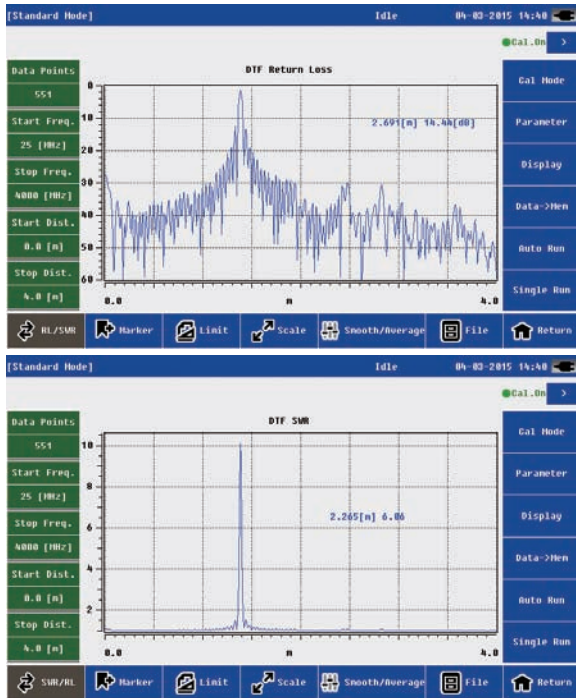 [Standard Mode] Idle 04-03-2015 14:40
Cal.On >
Data Points
551
Start Freq.
25 [MHz]
Stop Freq.
4000 [MHz]
Start Dist.
0.0 [m]
Stop Dist.
4.0 [m]
DTF Return Loss
0
10
20
30
40
50
60
2.691[m] 14.44[dB]
0.0 m 4.0
Cal Mode
Parameter
Display
Data->Mem
Auto Run
Single Run
RL/SWR Marker Limit Scale Smooth/Average File Return
[Standard Mode] Idle 04-03-2015 14:40
Cal.On >
Data Points
551
Start Freq.
25 [MHz]
Stop Freq.
4000 [MHz]
Start Dist.
0.0 [m]
Stop Dist.
4.0 [m]
DTF SWR
10
8
6
4
2
2.265[m] 6.06
0.0 m 4.0
Cal Mode
Parameter
Display
Data->Mem
Auto Run
Single Run
SWR/RL Marker Limit Scale Smooth/Average File Return